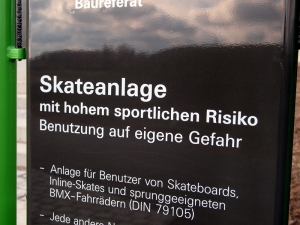 Baureferat
Skateanlage
mit hohem sportlichen Risiko
Benutzung auf eigene Gefahr
– Anlage für Benutzer von Skateboards,
Inline-Skates und sprunggeeigneten
BMX-Fahrrädern (DIN 79105)
– Jede andere